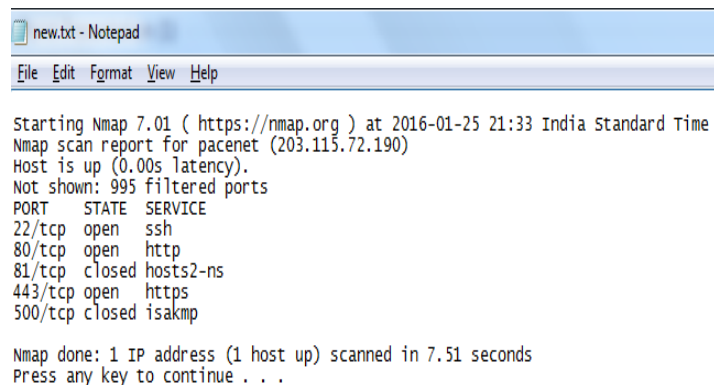 new.txt - Notepad
File Edit Format View Help
Starting Nmap 7.01 ( https://nmap.org ) at 2016-01-25 21:33 India Standard Time
Nmap scan report for pacenet (203.115.72.190)
Host is up (0.00s latency).
Not shown: 995 filtered ports
PORT STATE SERVICE
22/tcp open ssh
80/tcp open http
81/tcp closed hosts2-ns
443/tcp open https
500/tcp closed isakmp
Nmap done: 1 IP address (1 host up) scanned in 7.51 seconds
Press any key to continue . . .